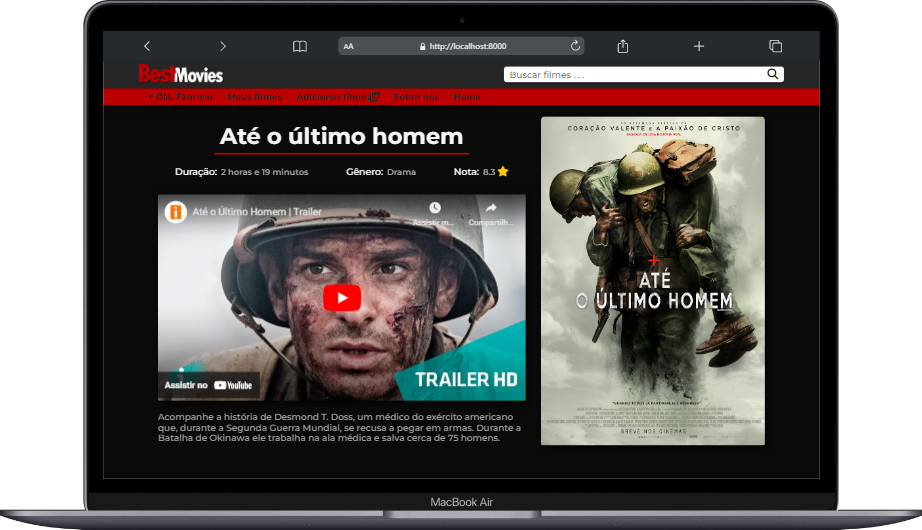 AA http://localhost:8000
BestMovies
Buscar filmes . . .
Olá, Fabricio Meus filmes Adicionar filme Sobre nós Home
Até o último homem
Duração: 2 horas e 19 minutos Gênero: Drama Nota: 8.3
Até o Último Homem | Trailer
Assistir m... Compartilh...
TRAILER HD
Assistir no YouTube
Acompanhe a história de Desmond T. Doss, um médico do exército americano
que, durante a Segunda Guerra Mundial, se recusa a pegar em armas. Durante a
Batalha de Okinawa ele trabalha na ala médica e salva cerca de 75 homens.
CORAÇÃO VALENTE E A PAIXÃO DE CRISTO
ATÉ
O ÚLTIMO HOMEM
BREVE NOS CINEMAS
MacBook Air